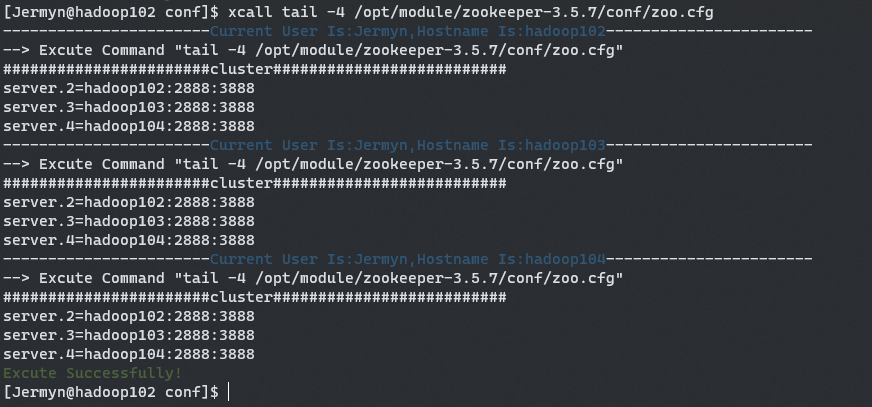 [Jermyn@hadoop102 conf]$ xcall tail -4 /opt/module/zookeeper-3.5.7/conf/zoo.cfg
-----------------------Current User Is:Jermyn,Hostname Is:hadoop102-----------------------
--> Excute Command "tail -4 /opt/module/zookeeper-3.5.7/conf/zoo.cfg"
#######################cluster##########################
server.2=hadoop102:2888:3888
server.3=hadoop103:2888:3888
server.4=hadoop104:2888:3888
-----------------------Current User Is:Jermyn,Hostname Is:hadoop103-----------------------
--> Excute Command "tail -4 /opt/module/zookeeper-3.5.7/conf/zoo.cfg"
#######################cluster##########################
server.2=hadoop102:2888:3888
server.3=hadoop103:2888:3888
server.4=hadoop104:2888:3888
-----------------------Current User Is:Jermyn,Hostname Is:hadoop104-----------------------
--> Excute Command "tail -4 /opt/module/zookeeper-3.5.7/conf/zoo.cfg"
#######################cluster##########################
server.2=hadoop102:2888:3888
server.3=hadoop103:2888:3888
server.4=hadoop104:2888:3888
Excute Successfully!
[Jermyn@hadoop102 conf]$